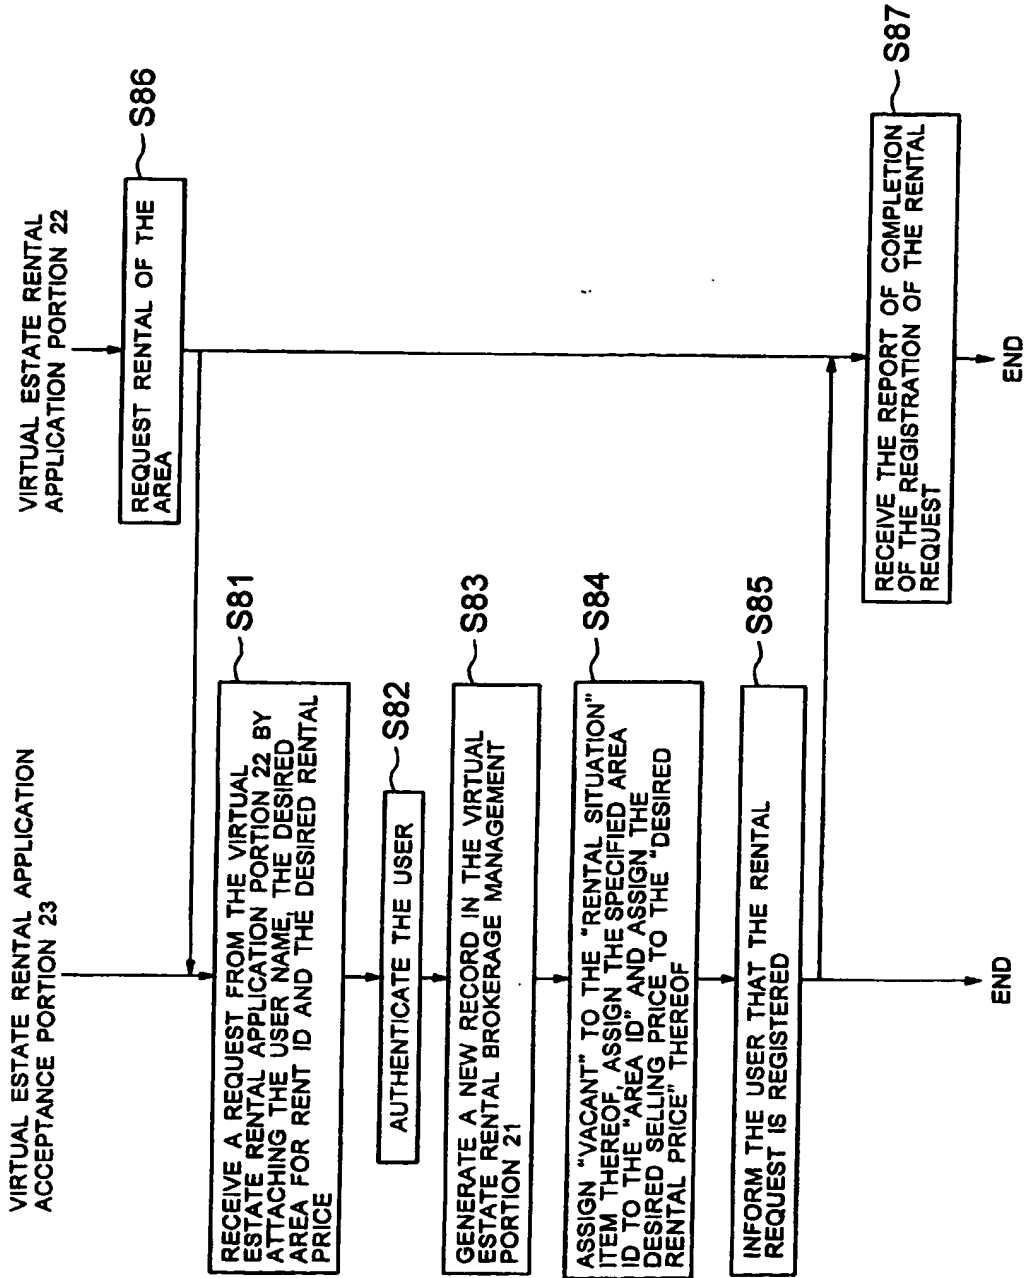 VIRTUAL ESTATE RENTAL APPLICATION
ACCEPTANCE PORTION 23
RECEIVE A REQUEST FROM THE VIRTUAL
ESTATE RENTAL APPLICATION PORTION 22 BY
ATTACHING THE USER NAME, THE DESIRED
AREA FOR RENT ID AND THE DESIRED RENTAL
PRICE
S81
AUTHENTICATE THE USER
S82
GENERATE A NEW RECORD IN THE VIRTUAL
ESTATE RENTAL BROKERAGE MANAGEMENT
PORTION 21
S83
ASSIGN "VACANT" TO THE "RENTAL SITUATION"
ITEM THEREOF, ASSIGN THE SPECIFIED AREA
ID TO THE "AREA ID" AND ASSIGN THE
DESIRED SELLING PRICE TO THE "DESIRED
RENTAL PRICE" THEREOF
S84
INFORM THE USER THAT THE RENTAL
REQUEST IS REGISTERED
S85
END
VIRTUAL ESTATE RENTAL
APPLICATION PORTION 22
REQUEST RENTAL OF THE
AREA
S86
RECEIVE THE REPORT OF COMPLETION
OF THE REGISTRATION OF THE RENTAL
REQUEST
S87
END